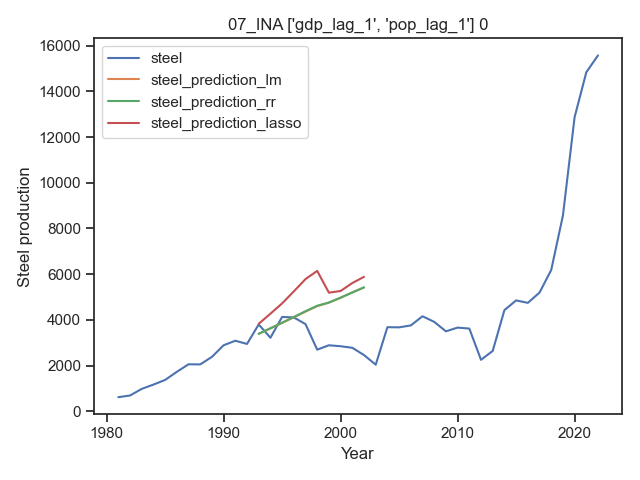 07_INA ['gdp_lag_1', 'pop_lag_1'] 0
steel
steel_prediction_lm
steel_prediction_rr
steel_prediction_lasso
Steel production
16000
14000
12000
10000
8000
6000
4000
2000
0
1980
1990
2000
2010
2020
Year